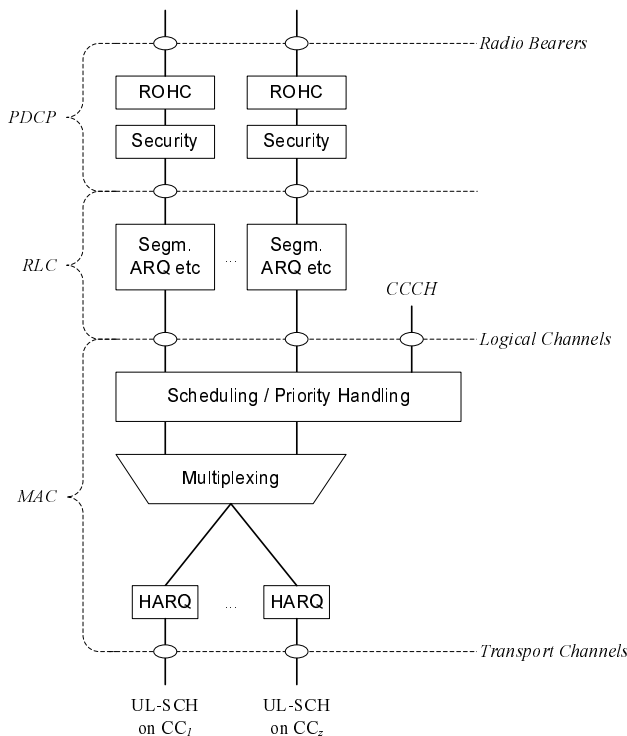 Radio Bearers
ROHC
ROHC
PDCP
Security
Security
Segm.
ARQ etc
...
Segm.
ARQ etc
RLC
CCCH
Logical Channels
Scheduling / Priority Handling
Multiplexing
MAC
HARQ
...
HARQ
Transport Channels
UL-SCH
on CC1
UL-SCH
on CCz